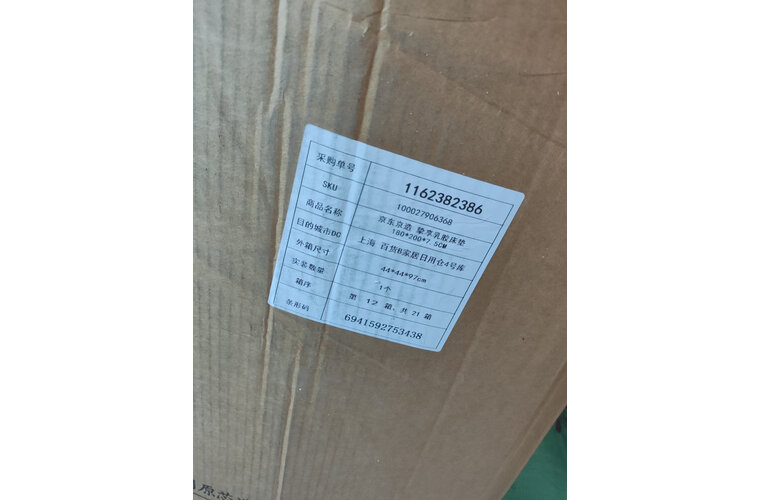 采购单号 1162382386
SKU 100027906368
商品名称 京东京造 挚享乳胶床垫
180*200*7.5CM
目的城市DC 上海 百货B家居日用仓4号库
外箱尺寸 44*44*97cm
实装数量 1个
箱序 第 12 箱，共 21 箱
条形码 6941592753438